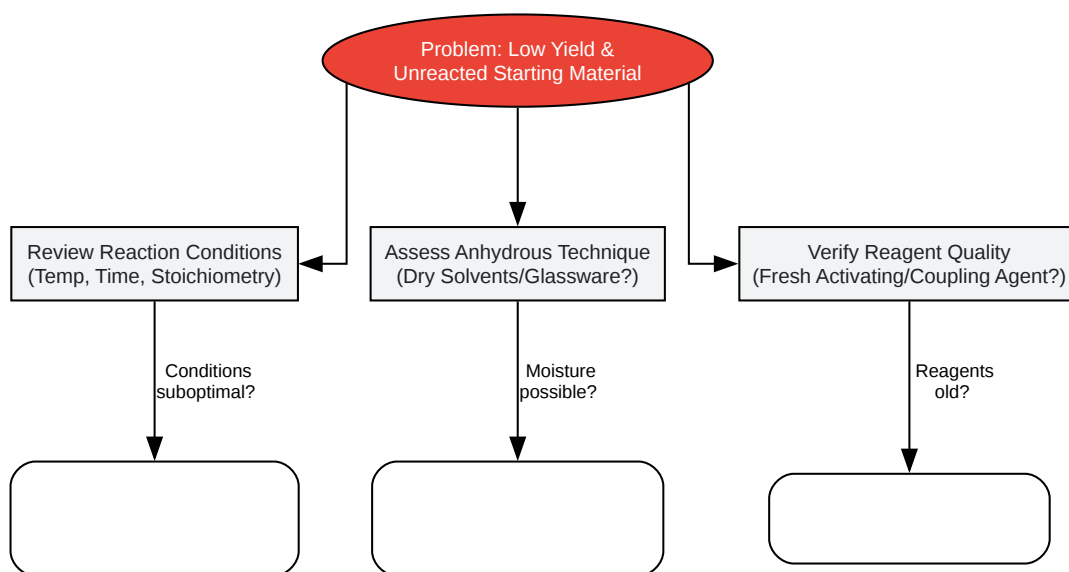 Problem: Low Yield &
Unreacted Starting Material
Review Reaction Conditions
(Temp, Time, Stoichiometry)
Assess Anhydrous Technique
(Dry Solvents/Glassware?)
Verify Reagent Quality
(Fresh Activating/Coupling Agent?)
Conditions
suboptimal?
Moisture
possible?
Reagents
old?